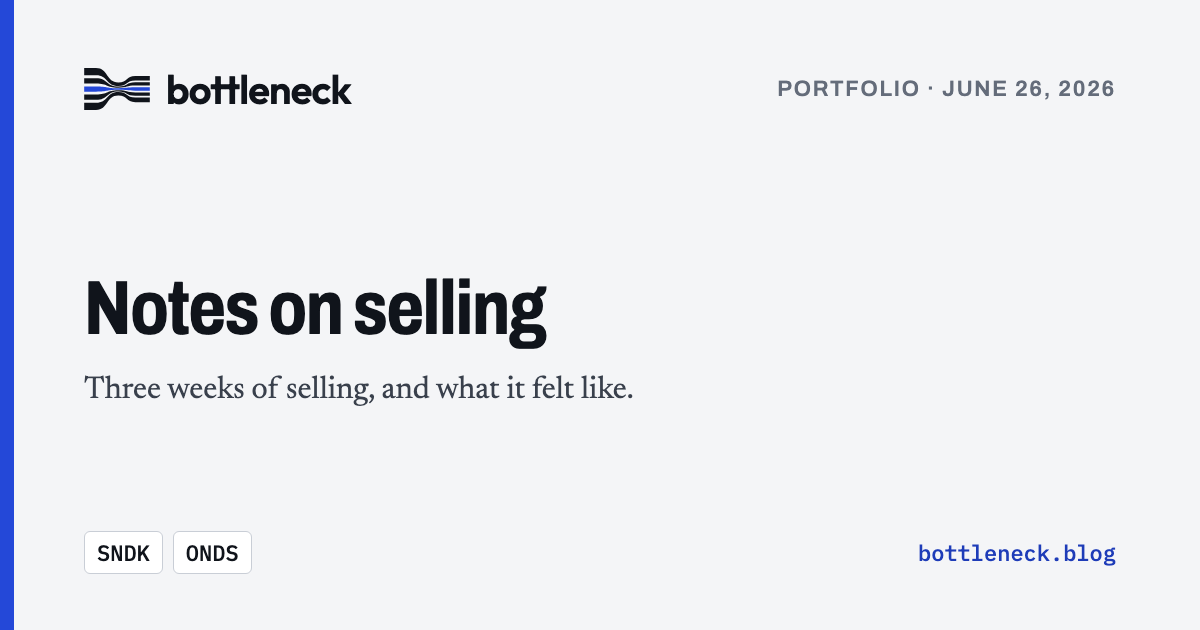 bottleneck
PORTFOLIO · JUNE 26, 2026
Notes on selling
Three weeks of selling, and what it felt like.
SNDK ONDS
bottleneck.blog